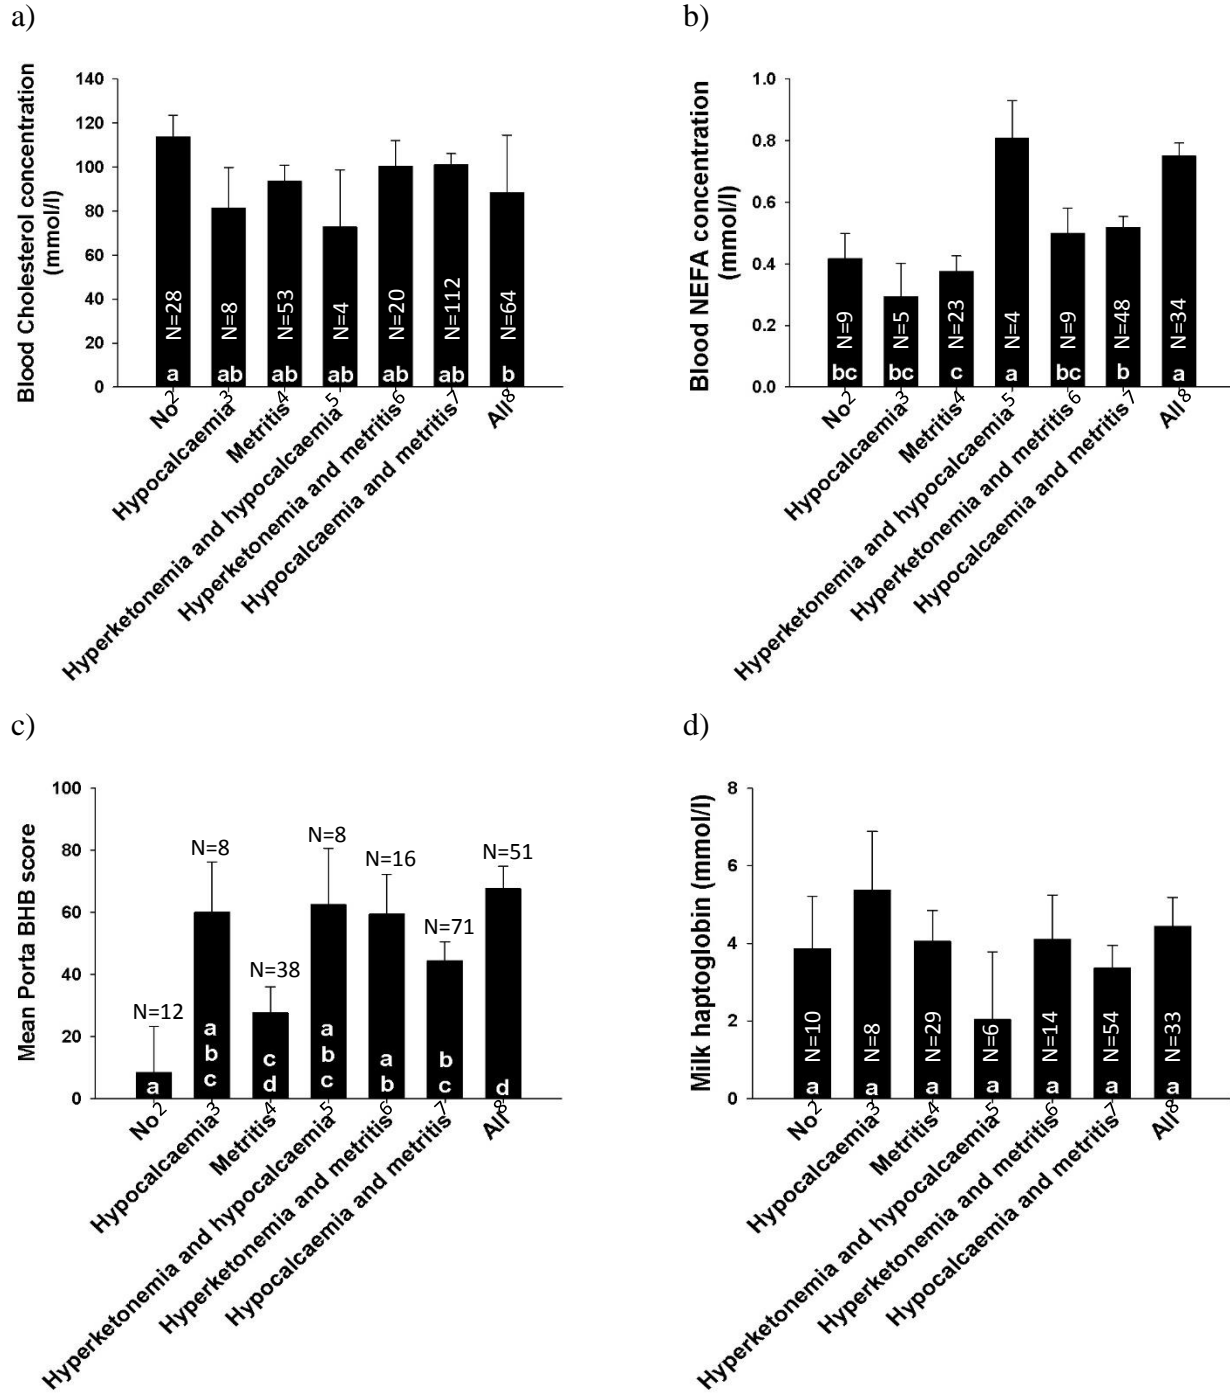 a)
Blood Cholesterol concentration
(mmol/l)
140
120
100
80
60
40
20
0
N=28
N=8
N=53
N=4
N=20
N=112
N=64
a
ab
ab
ab
ab
ab
b
No2
Hypocalcaemia3
Metritis4
Hyperketonemia and hypocalcaemia5
Hyperketonemia and metritis6
Hypocalcaemia and metritis7
All8
b)
Blood NEFA concentration
(mmol/l)
1.0
0.8
0.6
0.4
0.2
0.0
N=9
N=5
N=23
N=4
N=9
N=48
N=34
bc
bc
c
a
bc
b
a
No2
Hypocalcaemia3
Metritis4
Hyperketonemia and hypocalcaemia5
Hyperketonemia and metritis6
Hypocalcaemia and metritis7
All8
c)
Mean Porta BHB score
100
80
60
40
20
0
N=12
N=8
N=38
N=8
N=16
N=71
N=51
a
a
b
c
c
d
a
b
c
a
b
b
c
d
No2
Hypocalcaemia3
Metritis4
Hyperketonemia and hypocalcaemia5
Hyperketonemia and metritis6
Hypocalcaemia and metritis7
All8
d)
Milk haptoglobin (mmol/l)
8
6
4
2
0
N=10
N=8
N=29
N=6
N=14
N=54
N=33
a
a
a
a
a
a
a
No2
Hypocalcaemia3
Metritis4
Hyperketonemia and hypocalcaemia5
Hyperketonemia and metritis6
Hypocalcaemia and metritis7
All8